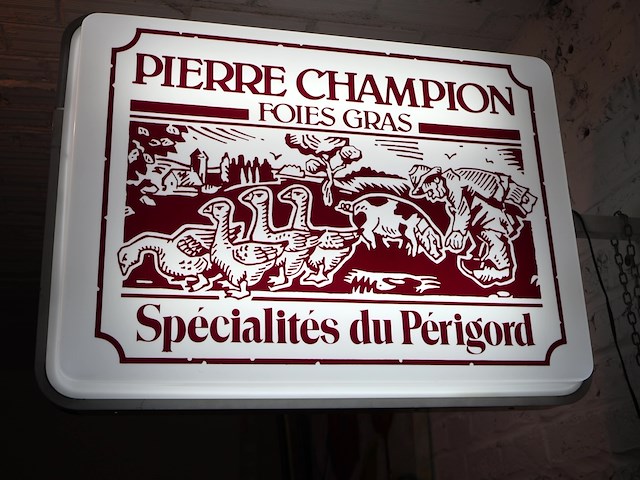 PIERRE CHAMPION
FOIES GRAS
Spécialités du Périgord